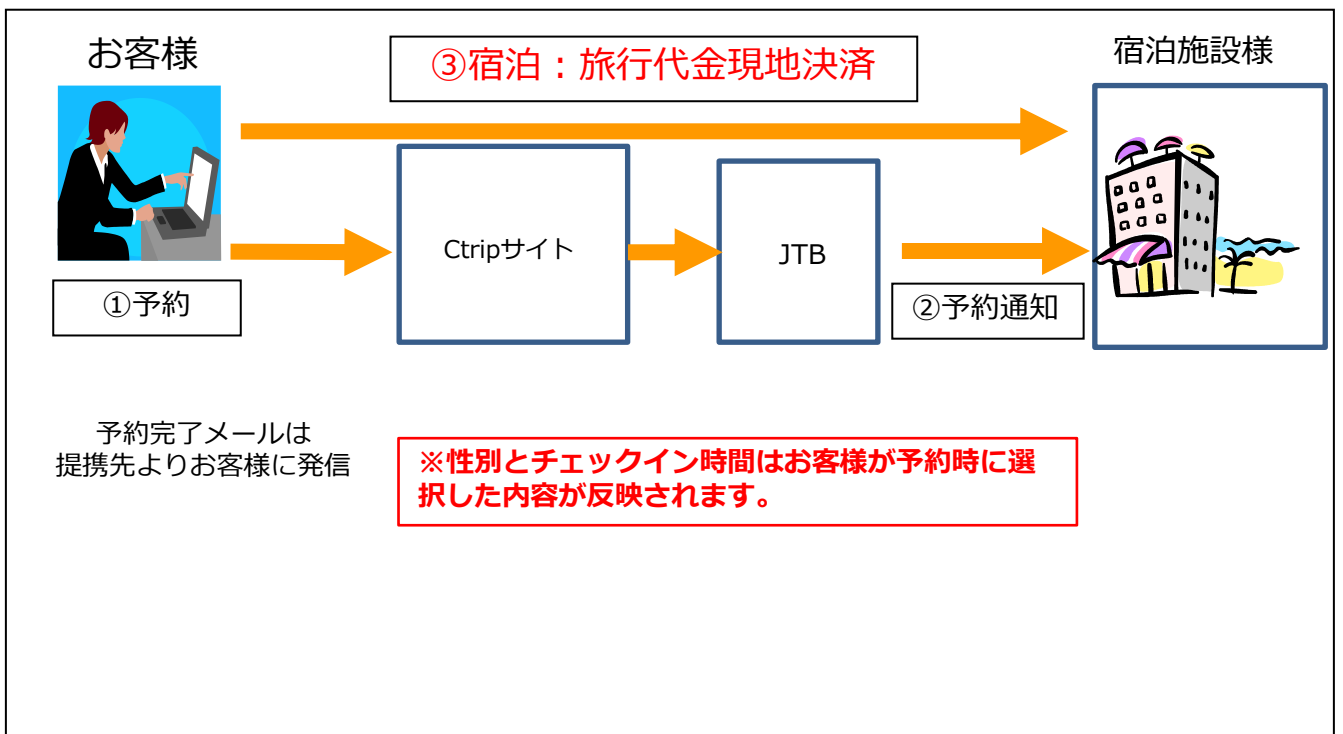 お客様
③宿泊：旅行代金現地決済
宿泊施設様
Ctripサイト
JTB
①予約
②予約通知
予約完了メールは
提携先よりお客様に発信
※性別とチェックイン時間はお客様が予約時に選
択した内容が反映されます。